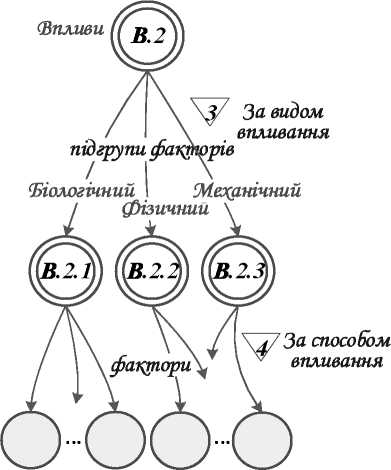 Впливи
В.2
3
За видом
впливання
підгрупи факторів
Біологічний
Фізичний
Механічний
В.2.1
В.2.2
В.2.3
фактори
4
За способом
впливання
...
...